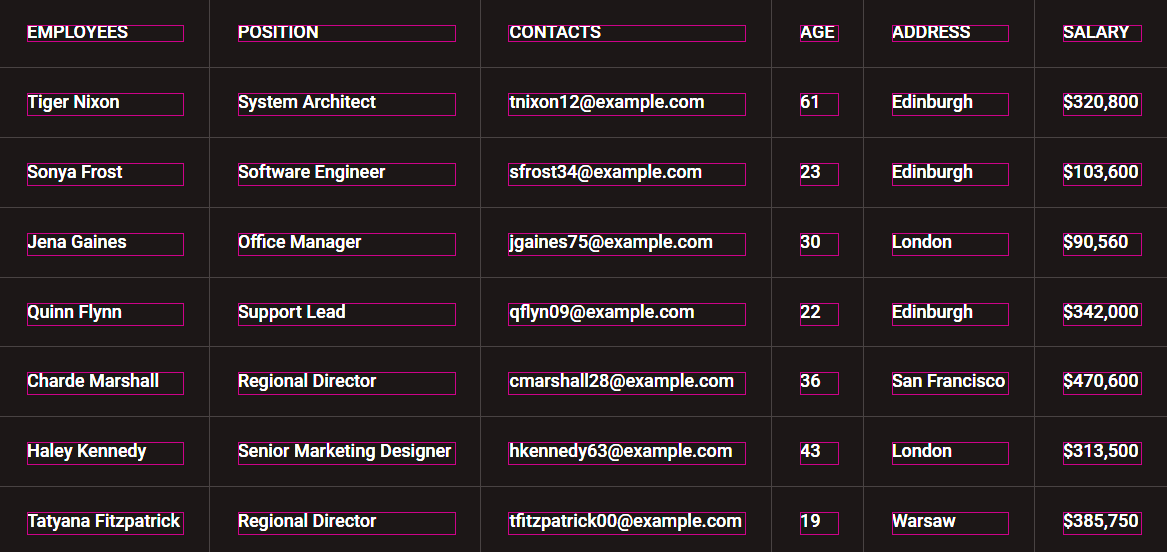 EMPLOYEES POSITION CONTACTS AGE ADDRESS SALARY
Tiger Nixon System Architect tnixon12@example.com 61 Edinburgh $320,800
Sonya Frost Software Engineer sfrost34@example.com 23 Edinburgh $103,600
Jena Gaines Office Manager jgaines75@example.com 30 London $90,560
Quinn Flynn Support Lead qflyn09@example.com 22 Edinburgh $342,000
Charde Marshall Regional Director cmarshall28@example.com 36 San Francisco $470,600
Haley Kennedy Senior Marketing Designer hkennedy63@example.com 43 London $313,500
Tatyana Fitzpatrick Regional Director tfitzpatrick00@example.com 19 Warsaw $385,750